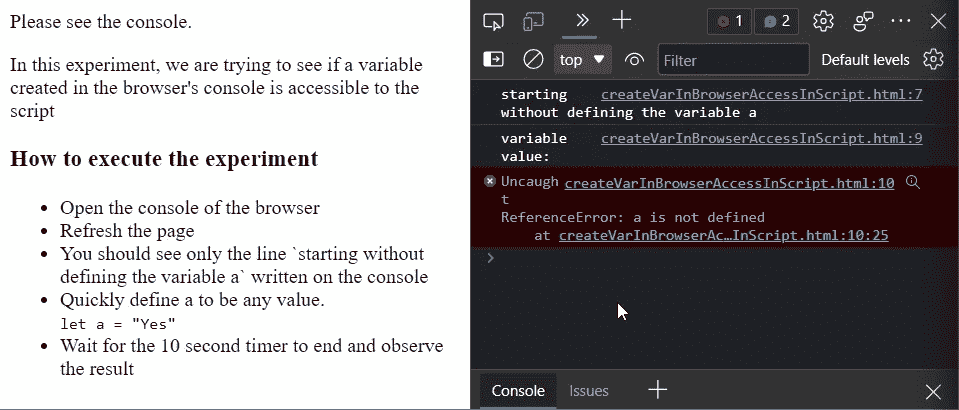 Please see the console.
In this experiment, we are trying to see if a variable
created in the browser's console is accessible to the
script
How to execute the experiment
Open the console of the browser
Refresh the page
You should see only the line `starting without
defining the variable a` written on the console
Quickly define a to be any value.
let a = "Yes"
Wait for the 10 second timer to end and observe
the result
1
2
top
Filter
Default levels
starting createVarInBrowserAccessInScript.html:7
without defining the variable a
variable createVarInBrowserAccessInScript.html:9
value:
Uncaugh createVarInBrowserAccessInScript.html:10
t
ReferenceError: a is not defined
at createVarInBrowserAc…InScript.html:10:25
Console
Issues